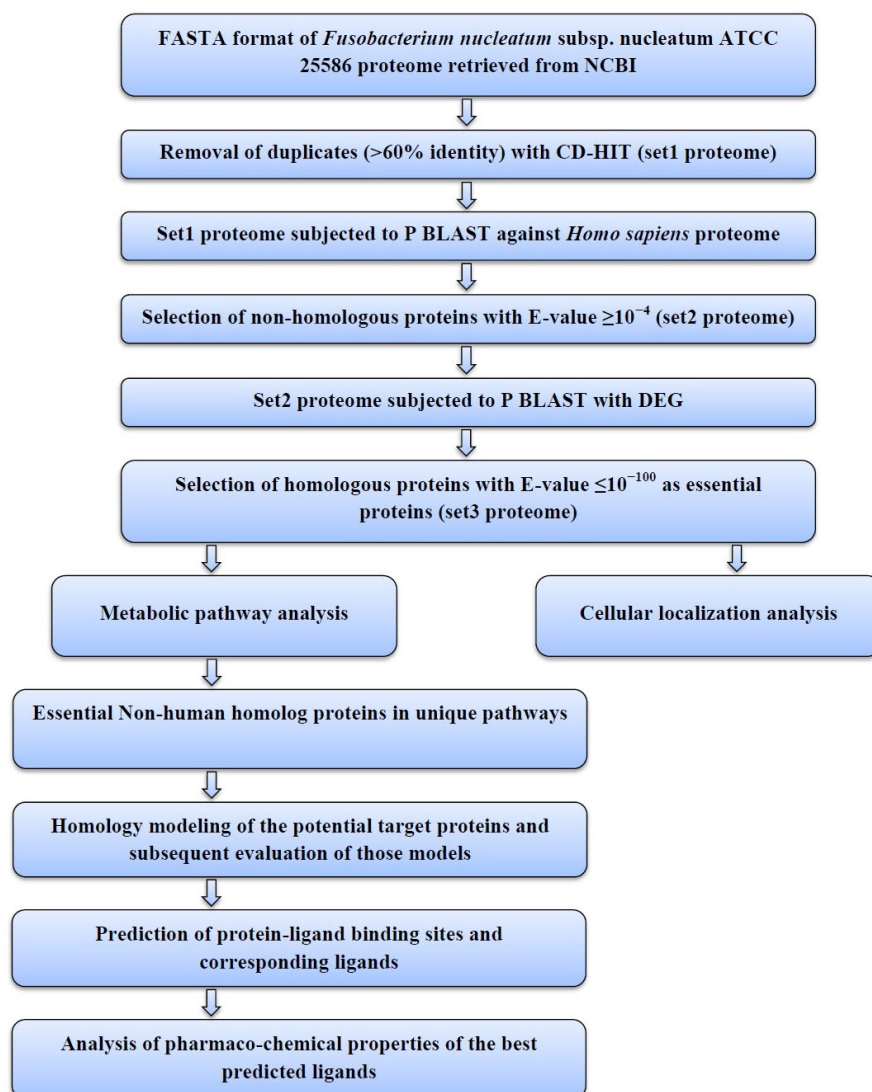 FASTA format of Fusobacterium nucleatum subsp. nucleatum ATCC
25586 proteome retrieved from NCBI
Removal of duplicates (>60% identity) with CD-HIT (set1 proteome)
Set1 proteome subjected to P BLAST against Homo sapiens proteome
Selection of non-homologous proteins with E-value ≥10⁻⁴ (set2 proteome)
Set2 proteome subjected to P BLAST with DEG
Selection of homologous proteins with E-value ≤10⁻¹⁰⁰ as essential
proteins (set3 proteome)
Metabolic pathway analysis
Cellular localization analysis
Essential Non-human homolog proteins in unique pathways
Homology modeling of the potential target proteins and
subsequent evaluation of those models
Prediction of protein-ligand binding sites and
corresponding ligands
Analysis of pharmaco-chemical properties of the best
predicted ligands